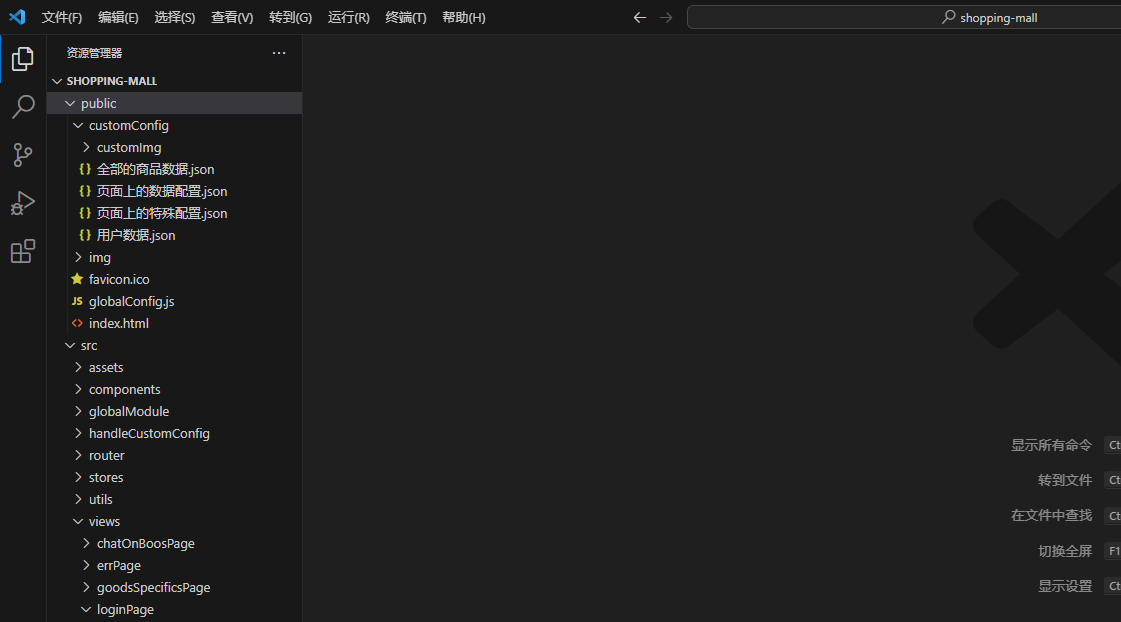 文件(F) 编辑(E) 选择(S) 查看(V) 转到(G) 运行(R) 终端(T) 帮助(H) shopping-mall
资源管理器
SHOPPING-MALL
public
customConfig
customImg
{} 全部的商品数据.json
{} 页面上的数据配置.json
{} 页面上的特殊配置.json
{} 用户数据.json
img
favicon.ico
JS globalConfig.js
<> index.html
src
assets
components
globalModule
handleCustomConfig
router
stores
utils
views
chatOnBoosPage
errPage
goodsSpecificsPage
loginPage
显示所有命令 Ct
转到文件 Ct
在文件中查找 Ct
切换全屏 F1
显示设置 Ct